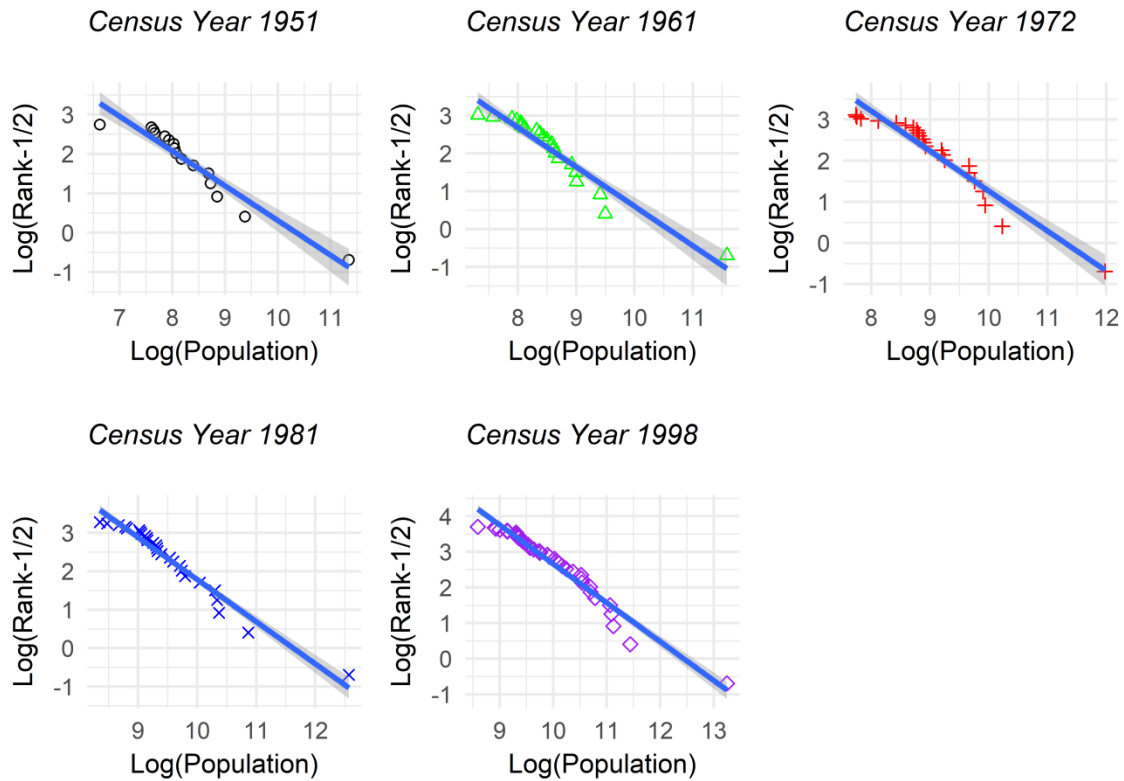 Census Year 1951
Census Year 1961
Census Year 1972
Log(Rank-1/2)
3
2
1
0
-1
7 8 9 10 11
Log(Population)
Log(Rank-1/2)
3
2
1
0
-1
8 9 10 11
Log(Population)
Log(Rank-1/2)
3
2
1
0
-1
8 9 10 11 12
Log(Population)
Census Year 1981
Census Year 1998
Log(Rank-1/2)
3
2
1
0
-1
9 10 11 12
Log(Population)
Log(Rank-1/2)
4
3
2
1
0
-1
9 10 11 12 13
Log(Population)